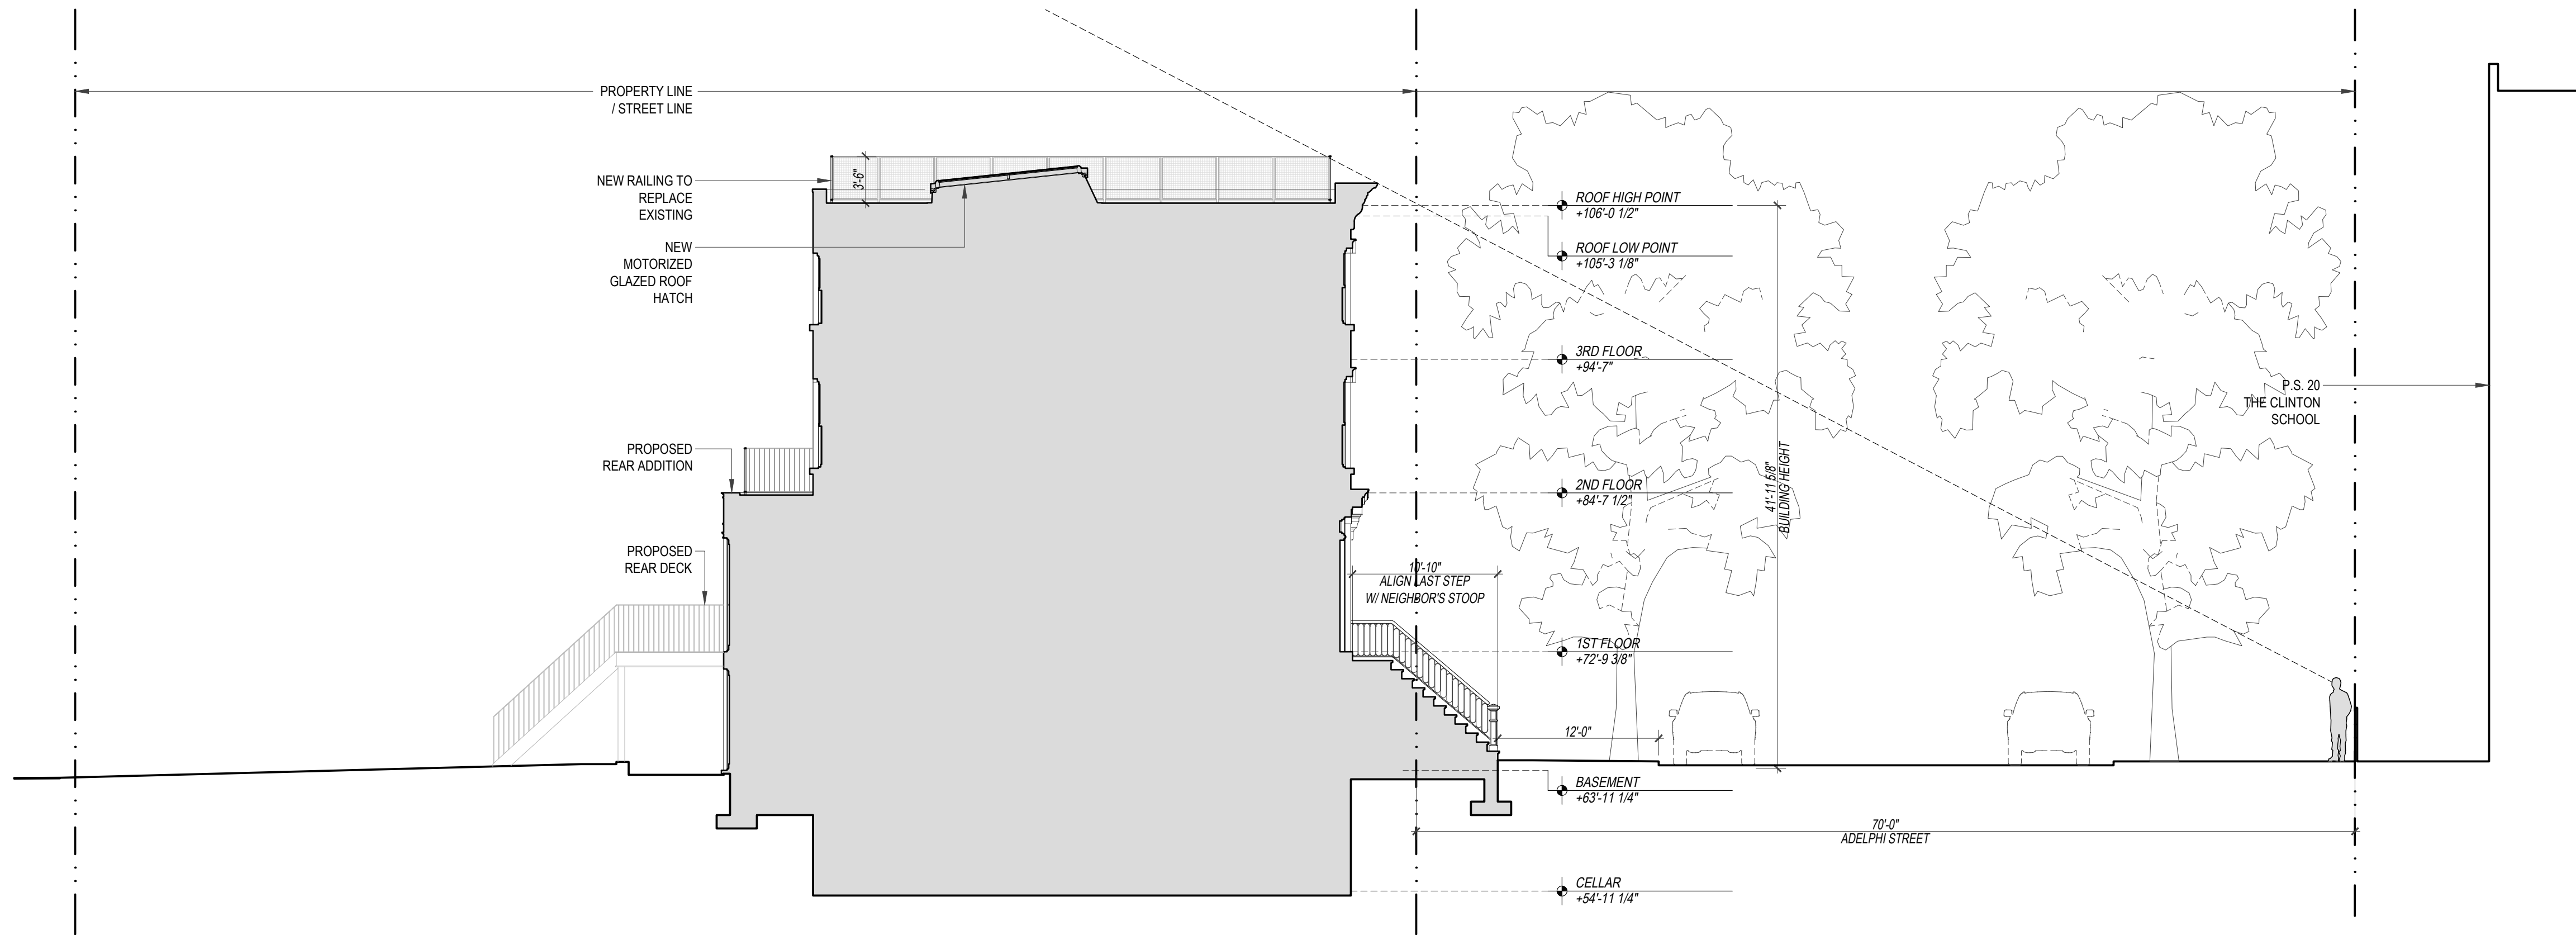 PROPERTY LINE
/ STREET LINE
NEW RAILING TO
REPLACE
EXISTING
3'-6"
NEW
MOTORIZED
GLAZED ROOF
HATCH
PROPOSED
REAR ADDITION
PROPOSED
REAR DECK
ROOF HIGH POINT
+106'-0 1/2"
ROOF LOW POINT
+105'-3 1/8"
3RD FLOOR
+94'-7"
2ND FLOOR
+84'-7 1/2"
41'-11 5/8"
BUILDING HEIGHT
P.S. 20
THE CLINTON
SCHOOL
10'-10"
ALIGN LAST STEP
W/ NEIGHBOR'S STOOP
1ST FLOOR
+72'-9 3/8"
12'-0"
BASEMENT
+63'-11 1/4"
70'-0"
ADELPHI STREET
CELLAR
+54'-11 1/4"